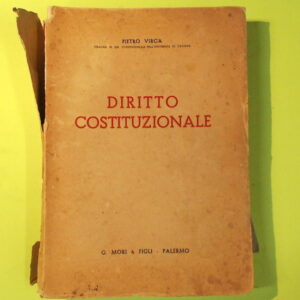 PIETRO VIRGA
DIRITTO
COSTITUZIONALE
G. MORI & FIGLI - PALERMO